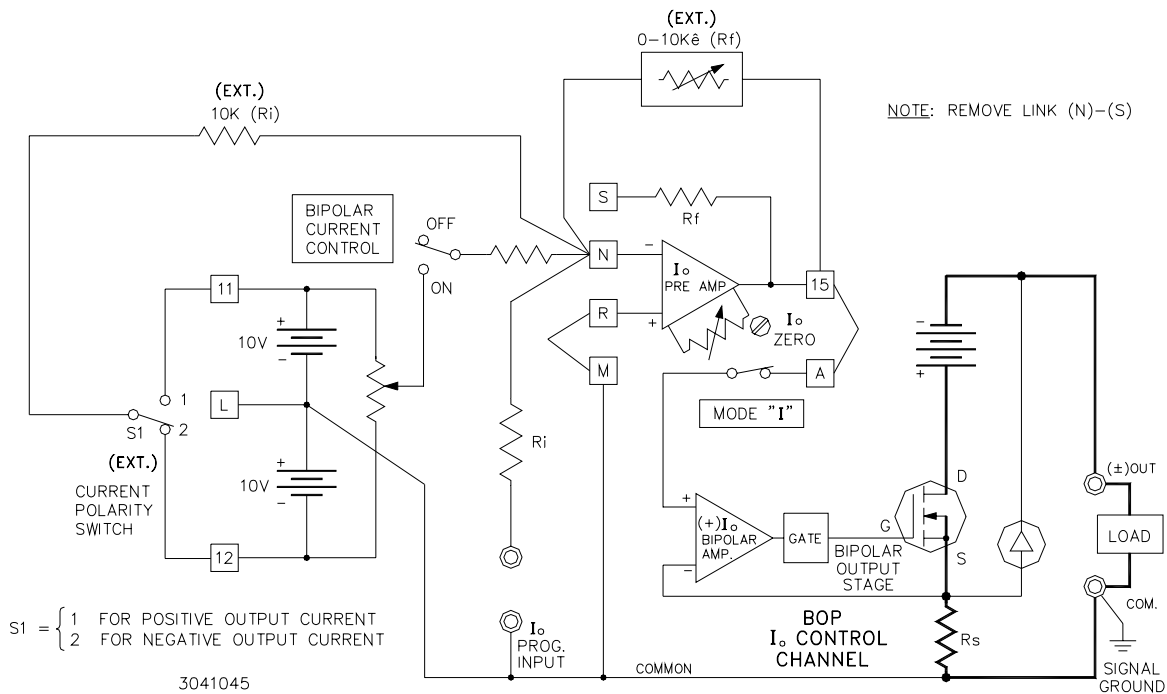 (EXT.)
0-10Kê (Rf)
(EXT.)
10K (Ri)
NOTE: REMOVE LINK (N)-(S)
S
Rf
BIPOLAR
CURRENT
CONTROL
OFF
ON
N
-
Io
PRE AMP
+
15
R
M
Io
ZERO
A
MODE "I"
11
+
10V
-
L
1
2
S1
(EXT.)
CURRENT
POLARITY
SWITCH
+
10V
-
12
Ri
-
+
+
(+)Io
BIPOLAR
AMP.
-
GATE
G
D
S
BIPOLAR
OUTPUT
STAGE
(±)OUT
LOAD
COM.
S1 = { 1 FOR POSITIVE OUTPUT CURRENT
2 FOR NEGATIVE OUTPUT CURRENT
Io
PROG.
INPUT
BOP
Io CONTROL
CHANNEL
Rs
COMMON
SIGNAL
GROUND
3041045